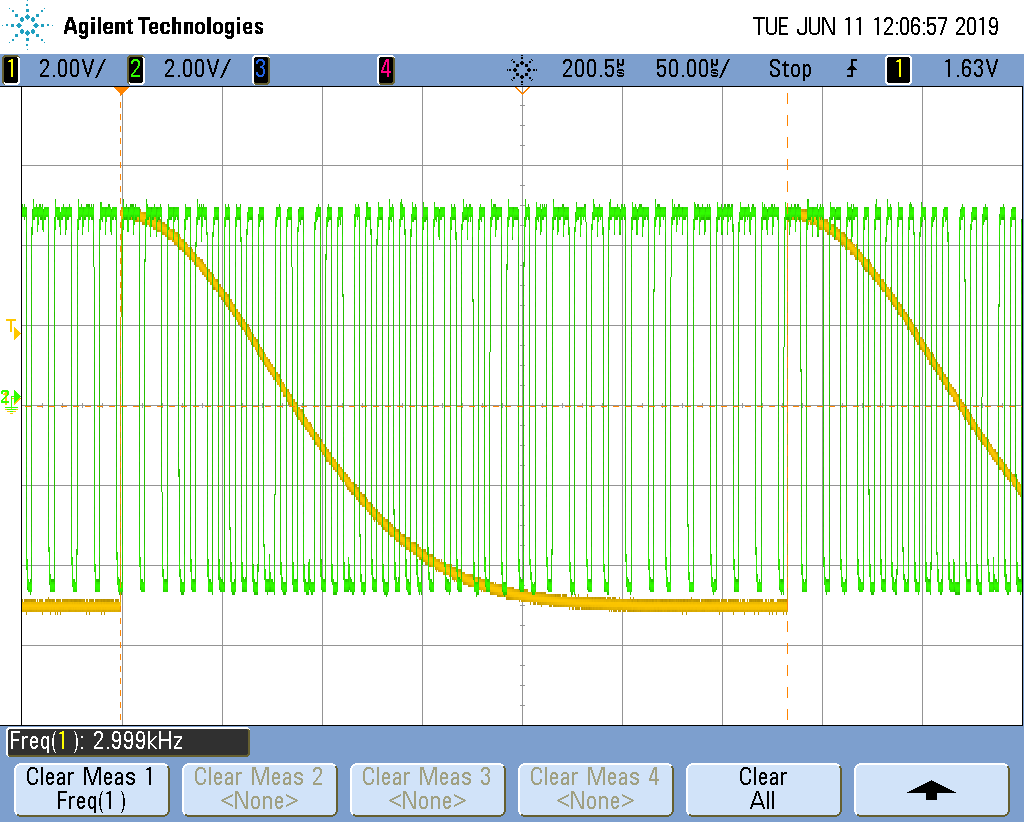 Agilent Technologies
TUE JUN 11 12:06:57 2019
1 2.00V/ 2 2.00V/ 3 4 200.5µs 50.00µs/ Stop 1 1.63V
T
2
Freq(1): 2.999kHz
Clear Meas 1
Freq(1)
Clear Meas 2
<None>
Clear Meas 3
<None>
Clear Meas 4
<None>
Clear
All